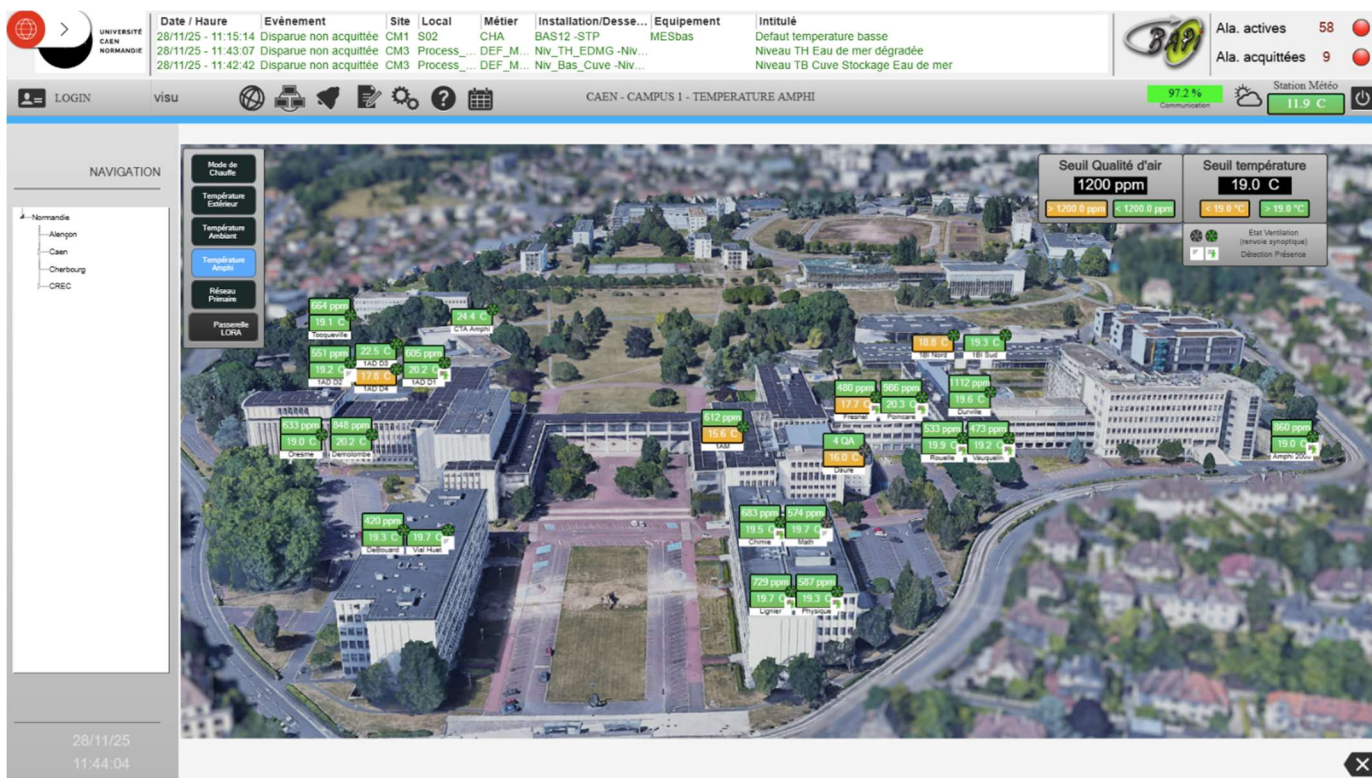 UNIVERSITÉ
CAEN
NORMANDIE
Date / Haure Evènement Site Local Métier Installation/Desse... Equipement Intitulé
28/11/25 - 11:15:14 Disparue non acquittée CM1 S02 CHA BAS12 -STP MESbas Defaut temperature basse
28/11/25 - 11:43:07 Disparue non acquittée CM3 Process_... DEF_M... Niv_TH_EDMG -Niv... Niveau TH Eau de mer dégradée
28/11/25 - 11:42:42 Disparue non acquittée CM3 Process_... DEF_M... Niv_Bas_Cuve -Niv... Niveau TB Cuve Stockage Eau de mer
BAPI
Ala. actives 58
Ala. acquittées 9
LOGIN visu
CAEN - CAMPUS 1 - TEMPERATURE AMPHI
97.2 %
Communication
Station Météo
11.9 C
NAVIGATION
Normandie
Alençon
Caen
Cherbourg
CREC
28/11/25
11:44:04
Mode de
Chauffe
Température
Extérieur
Température
Ambiant
Température
Amphi
Réseau
Primaire
Passerelle
LORA
Seuil Qualité d'air
1200 ppm
> 1200.0 ppm < 1200.0 ppm
Seuil température
19.0 C
< 19.0 °C > 19.0 °C
Etat Ventilation
(renvoie synoptique)
Détection Présence
664 ppm
19.1 C
Tocqueville
24.4 C
CTA Amphi
551 ppm
19.2 C
1AD D2
22.5 C
1AD D3
17.8 C
1AD D4
605 ppm
20.2 C
1AD D1
633 ppm
19.0 C
Oresme
848 ppm
20.2 C
Demolombe
18.8 C
1BI Nord
19.3 C
1BI Sud
480 ppm
17.7 C
Fresnel
986 ppm
20.3 C
Poincaré
1112 ppm
19.6 C
Durville
612 ppm
15.6 C
1AM
4 QA
16.0 C
Daure
533 ppm
19.9 C
Rouelle
473 ppm
19.2 C
Vauquelin
860 ppm
19.0 C
Amphi 2000
420 ppm
19.3 C
DeBouard
19.7 C
Vial Huet
683 ppm
19.5 C
Chimie
574 ppm
19.7 C
Math
729 ppm
19.7 C
Lignier
587 ppm
19.3 C
Physique